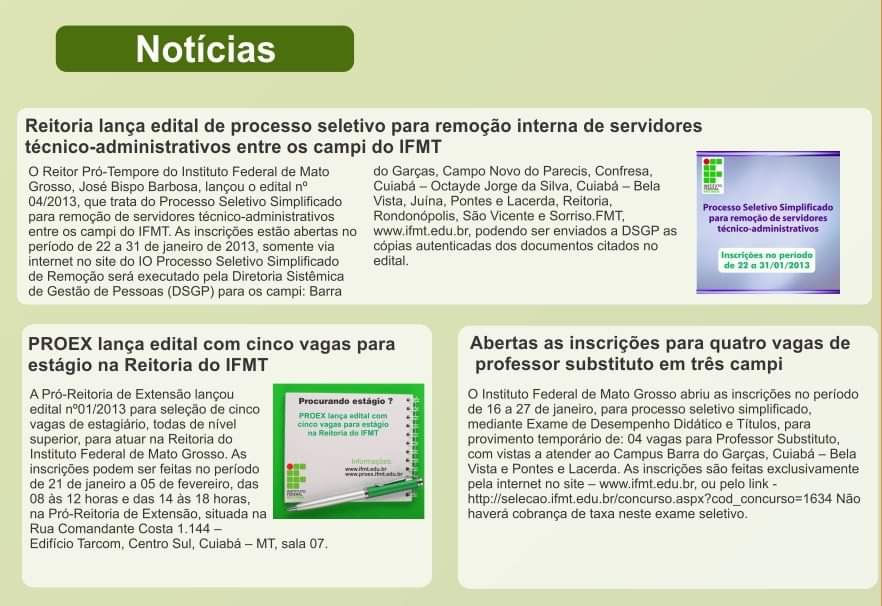 Notícias
Reitoria lança edital de processo seletivo para remoção interna de servidores
técnico-administrativos entre os campi do IFMT
O Reitor Pró-Tempore do Instituto Federal de Mato
Grosso, José Bispo Barbosa, lançou o edital nº
04/2013, que trata do Processo Seletivo Simplificado
para remoção de servidores técnico-administrativos
entre os campi do IFMT. As inscrições estão abertas no
período de 22 a 31 de janeiro de 2013, somente via
internet no site do IO Processo Seletivo Simplificado
de Remoção será executado pela Diretoria Sistêmica
de Gestão de Pessoas (DSGP) para os campi: Barra
do Garças, Campo Novo do Parecis, Confresa,
Cuiabá – Octayde Jorge da Silva, Cuiabá – Bela
Vista, Juína, Pontes e Lacerda, Reitoria,
Rondonópolis, São Vicente e Sorriso.FMT,
www.ifmt.edu.br, podendo ser enviados a DSGP as
cópias autenticadas dos documentos citados no
edital.
INSTITUTO
FEDERAL
Processo Seletivo Simplificado
para remoção de servidores
técnico-administrativos
Inscrições no período
de 22 a 31/01/2013
PROEX lança edital com cinco vagas para
estágio na Reitoria do IFMT
A Pró-Reitoria de Extensão lançou
edital nº01/2013 para seleção de cinco
vagas de estagiário, todas de nível
superior, para atuar na Reitoria do
Instituto Federal de Mato Grosso. As
inscrições podem ser feitas no período
de 21 de janeiro a 05 de fevereiro, das
08 às 12 horas e das 14 às 18 horas,
na Pró-Reitoria de Extensão, situada na
Rua Comandante Costa 1.144 –
Edifício Tarcom, Centro Sul, Cuiabá – MT, sala 07.
Procurando estágio ?
PROEX lança edital com
cinco vagas para estágio
na Reitoria do IFMT
Informações
www.ifmt.edu.br
www.proex.ifmt.edu.br
INSTITUTO
FEDERAL
Abertas as inscrições para quatro vagas de
professor substituto em três campi
O Instituto Federal de Mato Grosso abriu as inscrições no período
de 16 a 27 de janeiro, para processo seletivo simplificado,
mediante Exame de Desempenho Didático e Títulos, para
provimento temporário de: 04 vagas para Professor Substituto,
com vistas a atender ao Campus Barra do Garças, Cuiabá – Bela
Vista e Pontes e Lacerda. As inscrições são feitas exclusivamente
pela internet no site – www.ifmt.edu.br, ou pelo link -
http://selecao.ifmt.edu.br/concurso.aspx?cod_concurso=1634 Não
haverá cobrança de taxa neste exame seletivo.